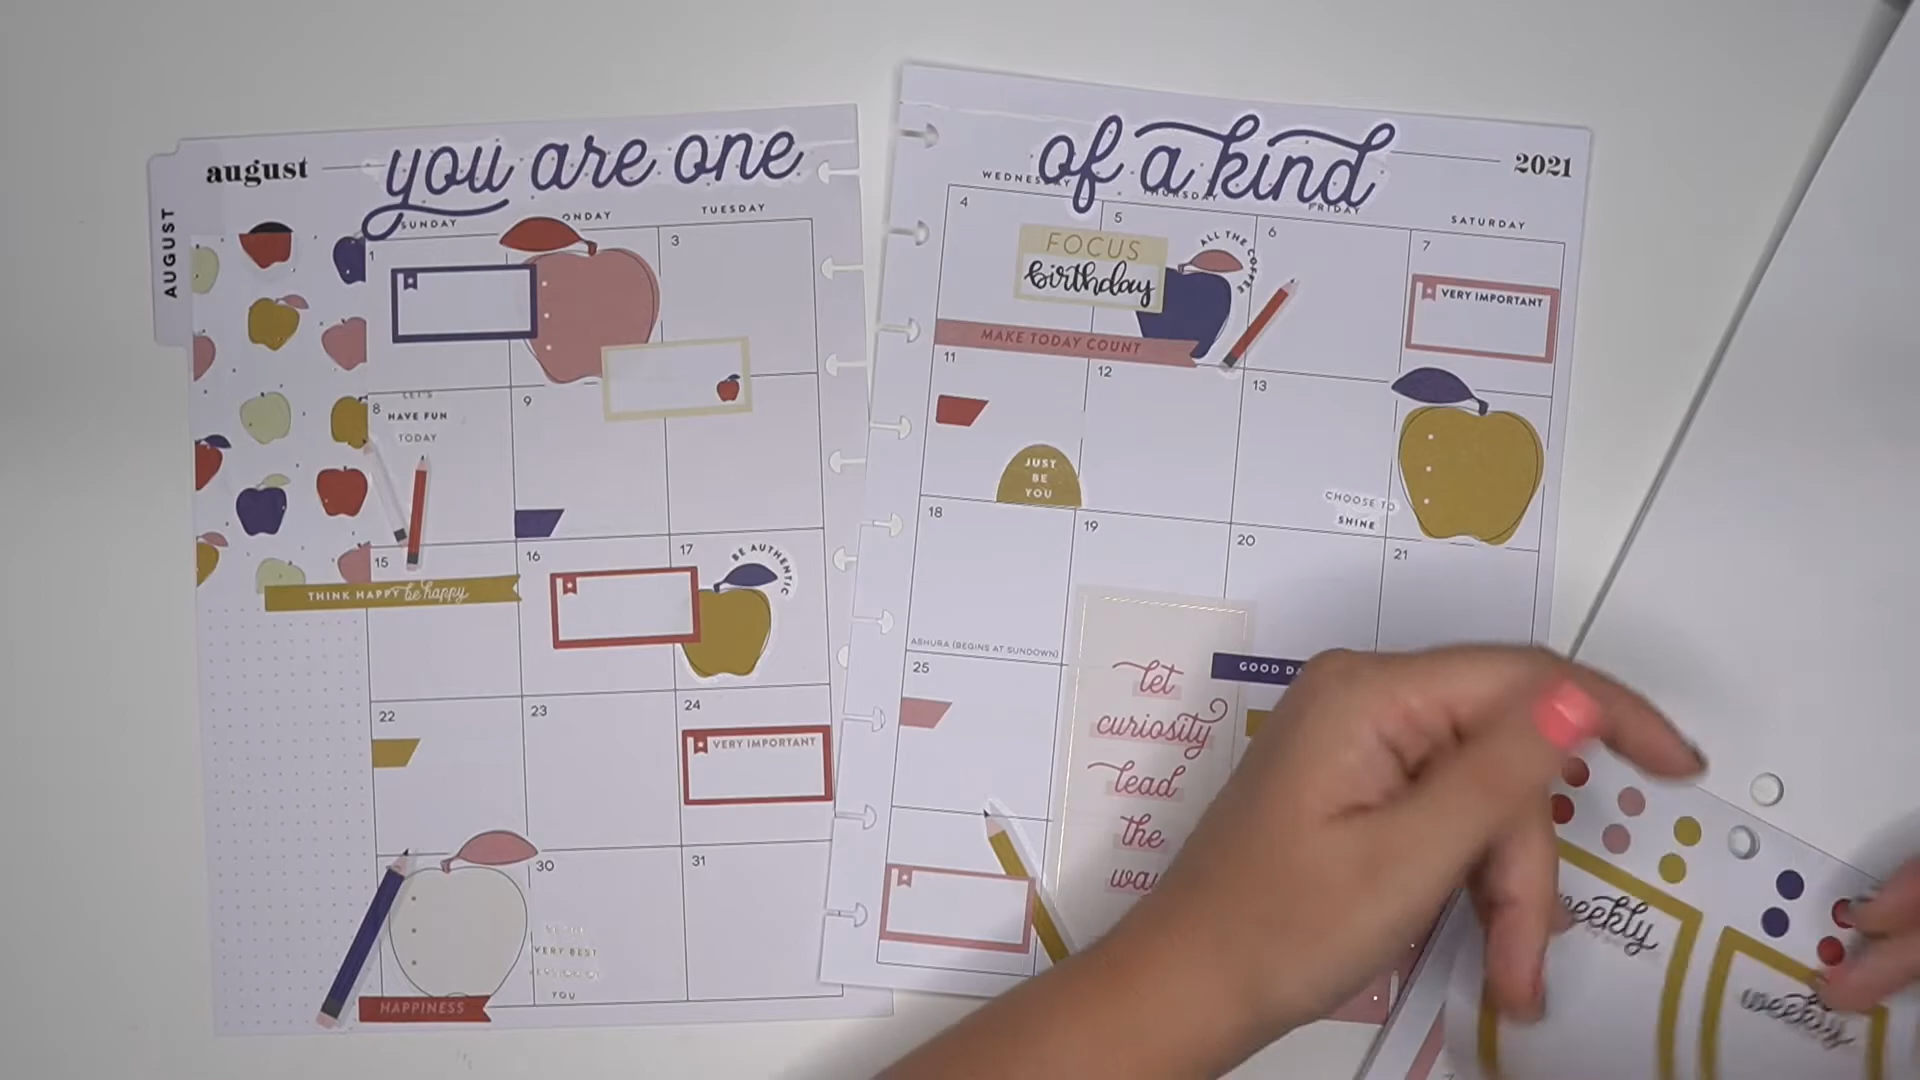 august
you are one
AUGUST
SUNDAY
TUESDAY
1
3
8
LET'S
HAVE FUN
TODAY
9
15
THINK HAPPY be happy
16
17
BE AUTHENTIC
22
23
24
VERY IMPORTANT
30
31
VERY BEST
YOU
HAPPINESS
of a kind
2021
WEDNESDAY
THURSDAY
FRIDAY
SATURDAY
4
FOCUS
birthday
5
ALL THE COFFEE
6
7
VERY IMPORTANT
MAKE TODAY COUNT
11
JUST
BE
YOU
12
13
CHOOSE TO
SHINE
18
ASHURA (BEGINS AT SUNDOWN)
19
20
21
25
let
curiosity
lead
the
GOOD
weekly
weekly